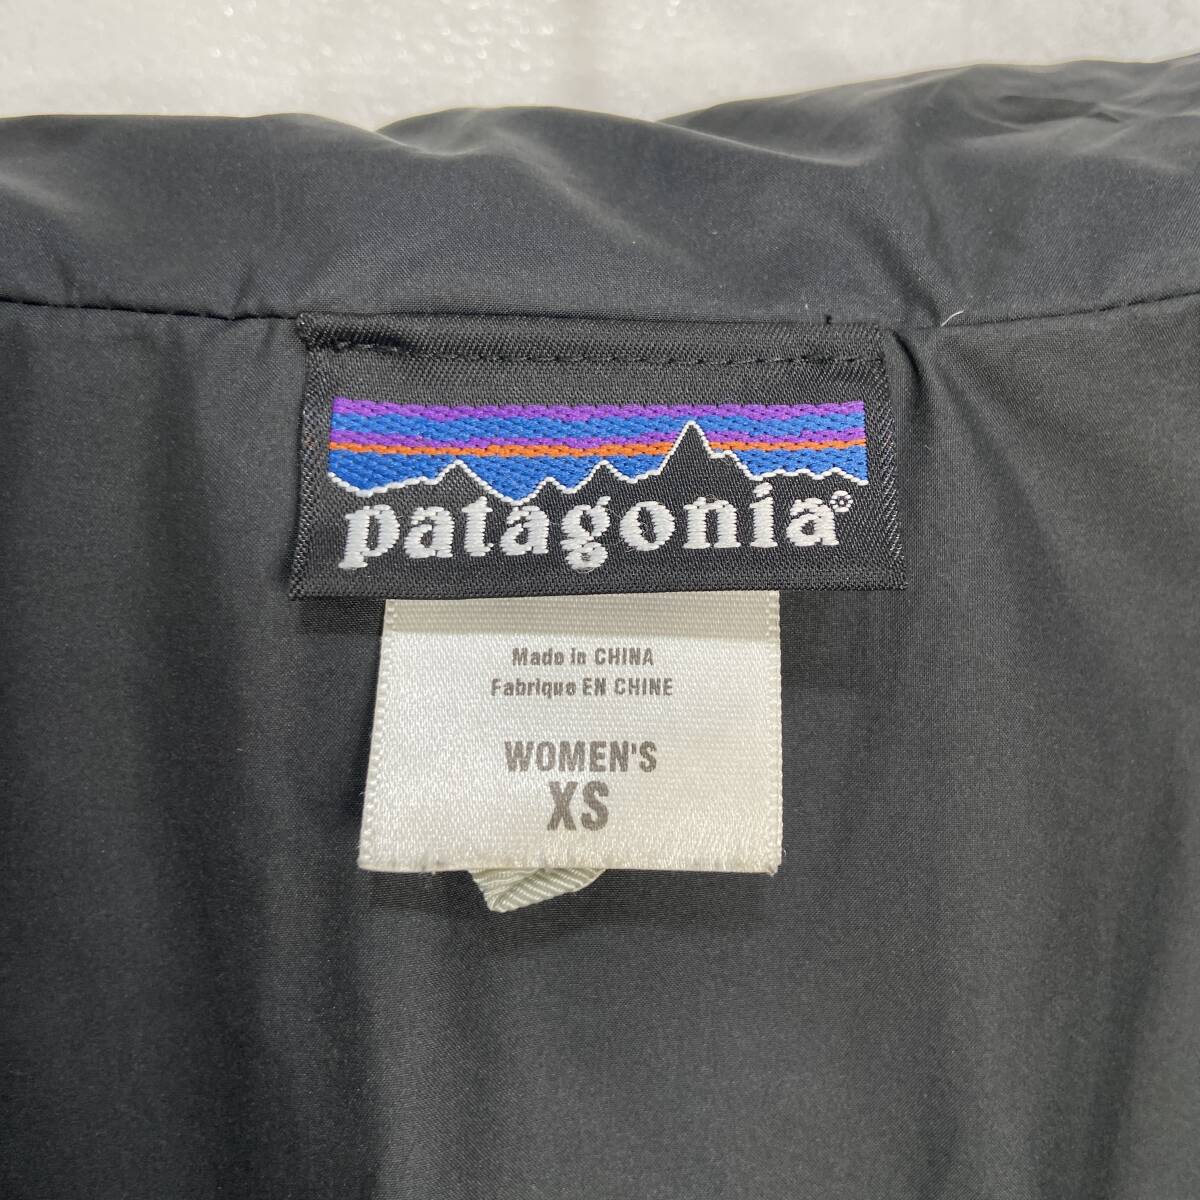 patagonia®
Made in CHINA
Fabriqué EN CHINE
WOMEN'S
XS